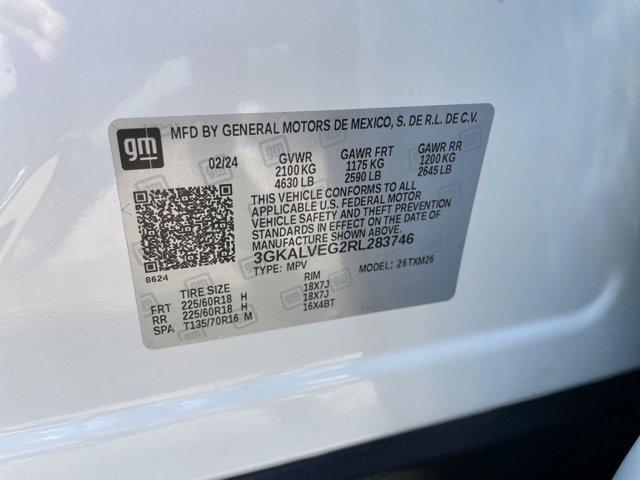 gm
MFD BY GENERAL MOTORS DE MEXICO, S. DE R.L. DE C.V.
02/24 GVWR GAWR FRT GAWR RR
2100 KG 1175 KG 1200 KG
4630 LB 2590 LB 2645 LB
THIS VEHICLE CONFORMS TO ALL
APPLICABLE U.S. FEDERAL MOTOR
VEHICLE SAFETY AND THEFT PREVENTION
STANDARDS IN EFFECT ON THE DATE OF
MANUFACTURE SHOWN ABOVE.
3GKALVEG2RL283746
8624 TYPE: MPV MODEL: 26TXM26
TIRE SIZE RIM
FRT 225/60R18 H 18X7J
RR 225/60R18 H 18X7J
SPA T135/70R16 M 16X4BT